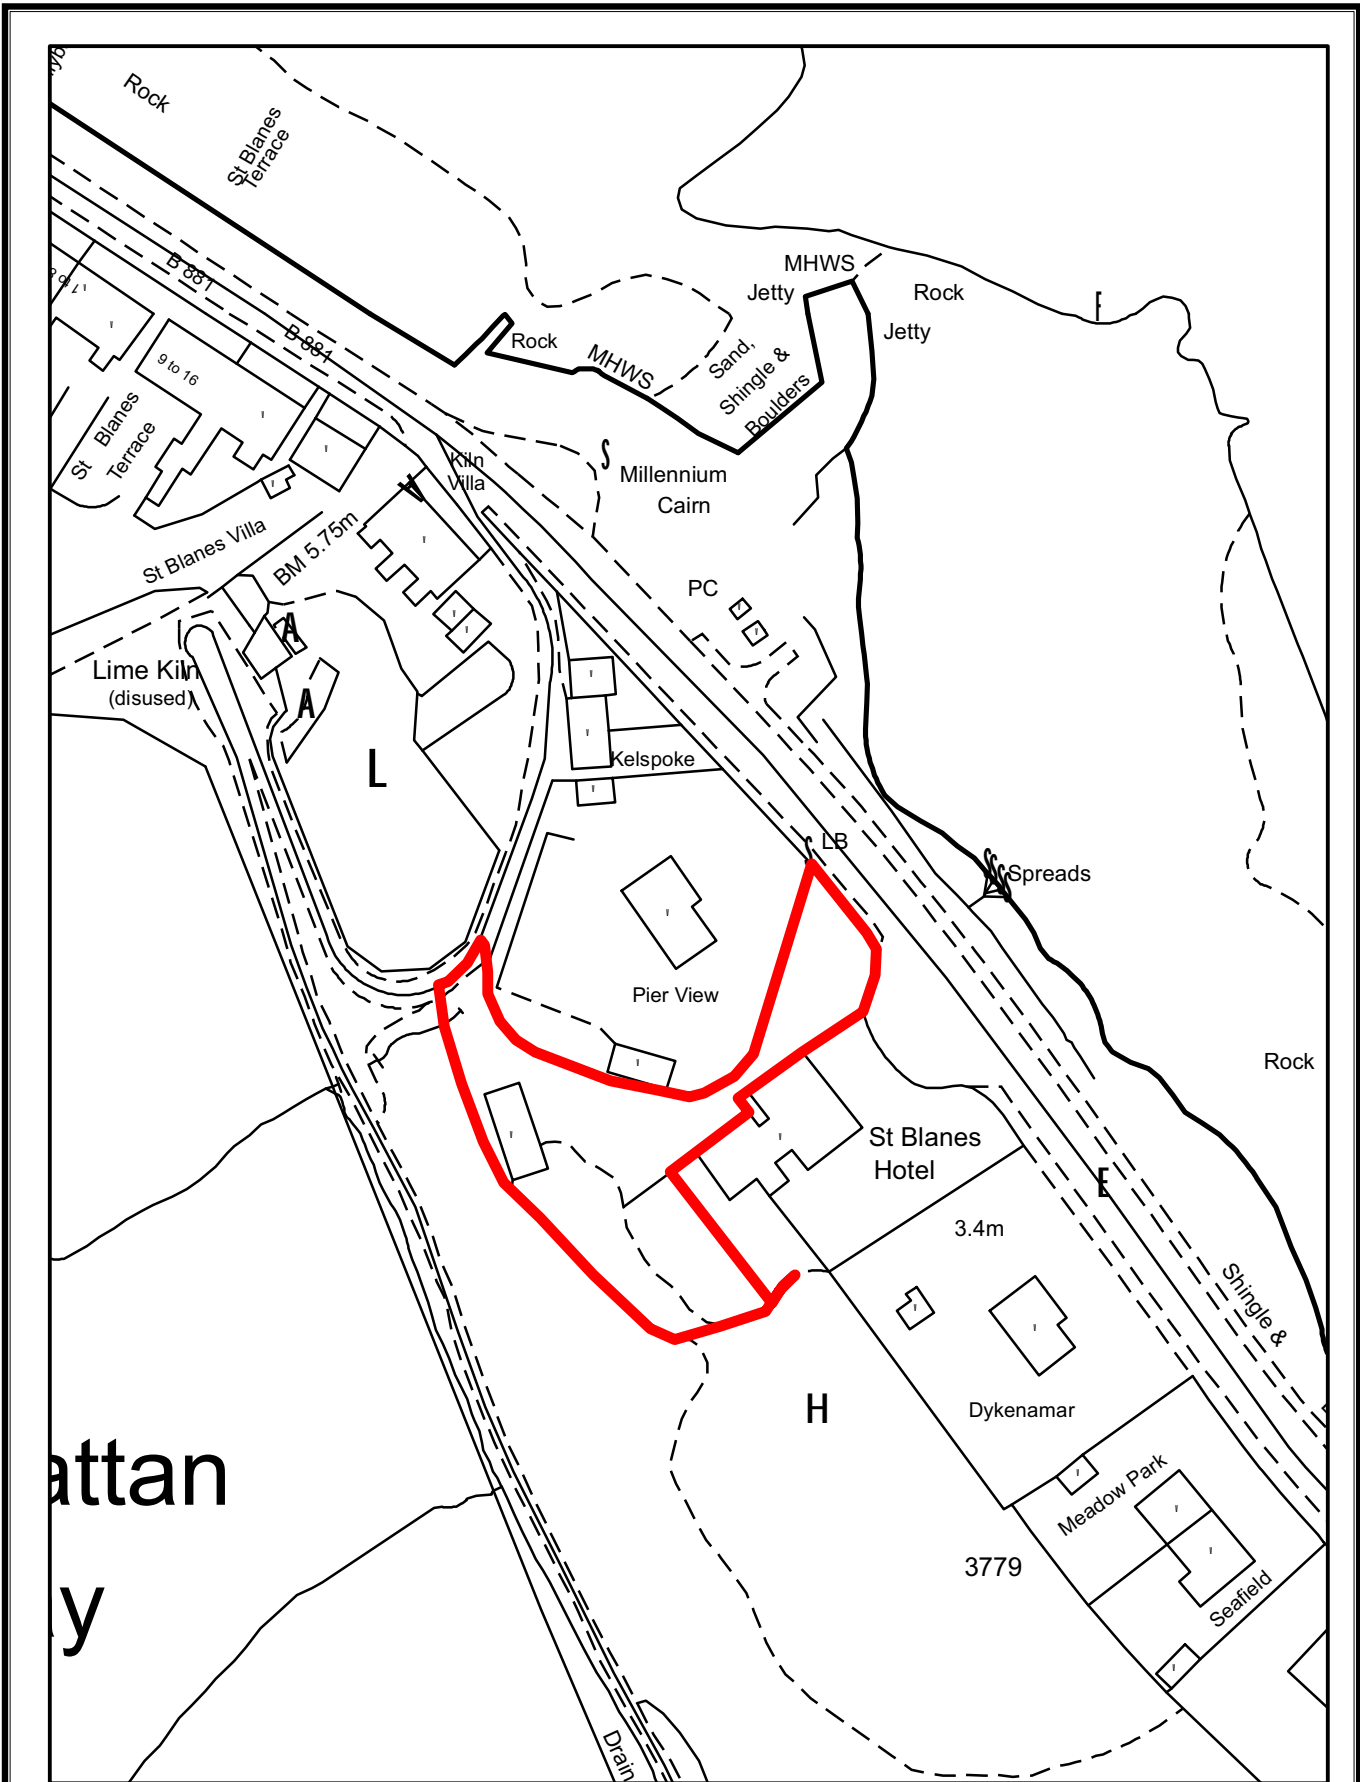 Rock
St Blanes
Terrace
B 881
B 881
MHWS
Jetty
Rock
Jetty
Rock
MHWS
Sand,
Shingle &
Boulders
9 to 16
St Blanes
Terrace
Kiln
Villa
Millennium
Cairn
St Blanes Villa
BM 5.75m
PC
A
Lime Kiln
(disused)
A
L
Kelspoke
LB
Spreads
Pier View
Rock
St Blanes
Hotel
E
3.4m
Shingle &
H
Dykenamar
attan
Meadow Park
3779
Seafield
y
Drain